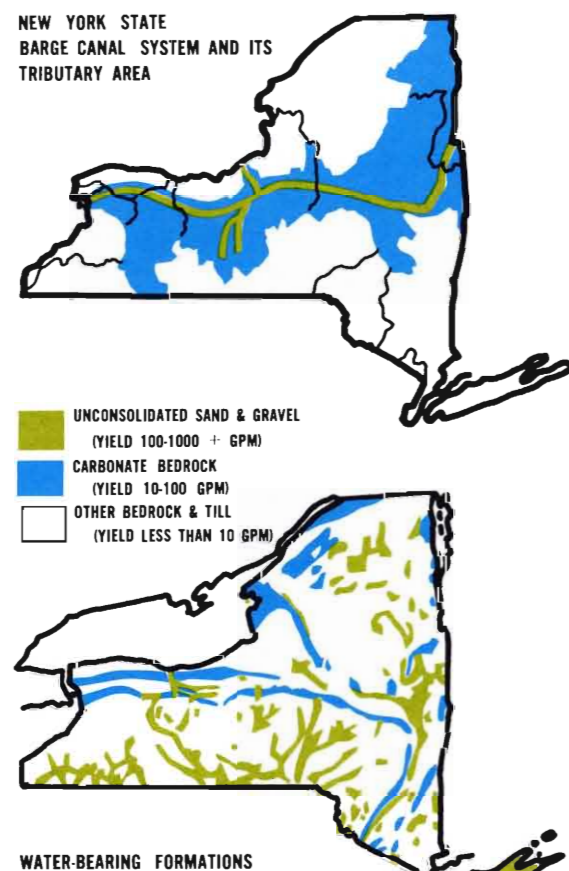 NEW YORK STATE
BARGE CANAL SYSTEM AND ITS
TRIBUTARY AREA
UNCONSOLIDATED SAND & GRAVEL
(YIELD 100-1000 + GPM)
CARBONATE BEDROCK
(YIELD 10-100 GPM)
OTHER BEDROCK & TILL
(YIELD LESS THAN 10 GPM)
WATER-BEARING FORMATIONS